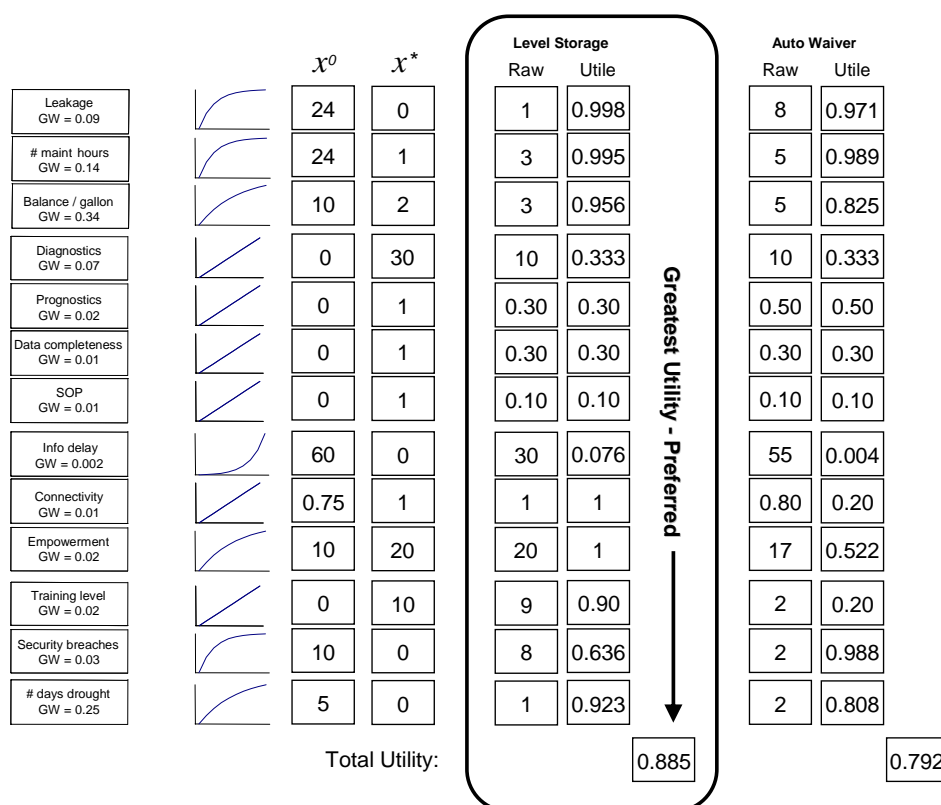 Level Storage Auto Waiver
x⁰ x* Raw Utile Raw Utile
Leakage
GW = 0.09
24 0 1 0.998 8 0.971
# maint hours
GW = 0.14
24 1 3 0.995 5 0.989
Balance / gallon
GW = 0.34
10 2 3 0.956 5 0.825
Diagnostics
GW = 0.07
0 30 10 0.333 10 0.333
Prognostics
GW = 0.02
0 1 0.30 0.30 0.50 0.50
Data completeness
GW = 0.01
0 1 0.30 0.30 0.30 0.30
SOP
GW = 0.01
0 1 0.10 0.10 0.10 0.10
Info delay
GW = 0.002
60 0 30 0.076 55 0.004
Connectivity
GW = 0.01
0.75 1 1 1 0.80 0.20
Empowerment
GW = 0.02
10 20 20 1 17 0.522
Training level
GW = 0.02
0 10 9 0.90 2 0.20
Security breaches
GW = 0.03
10 0 8 0.636 2 0.988
# days drought
GW = 0.25
5 0 1 0.923 2 0.808
Greatest Utility - Preferred
Total Utility: 0.885 0.792